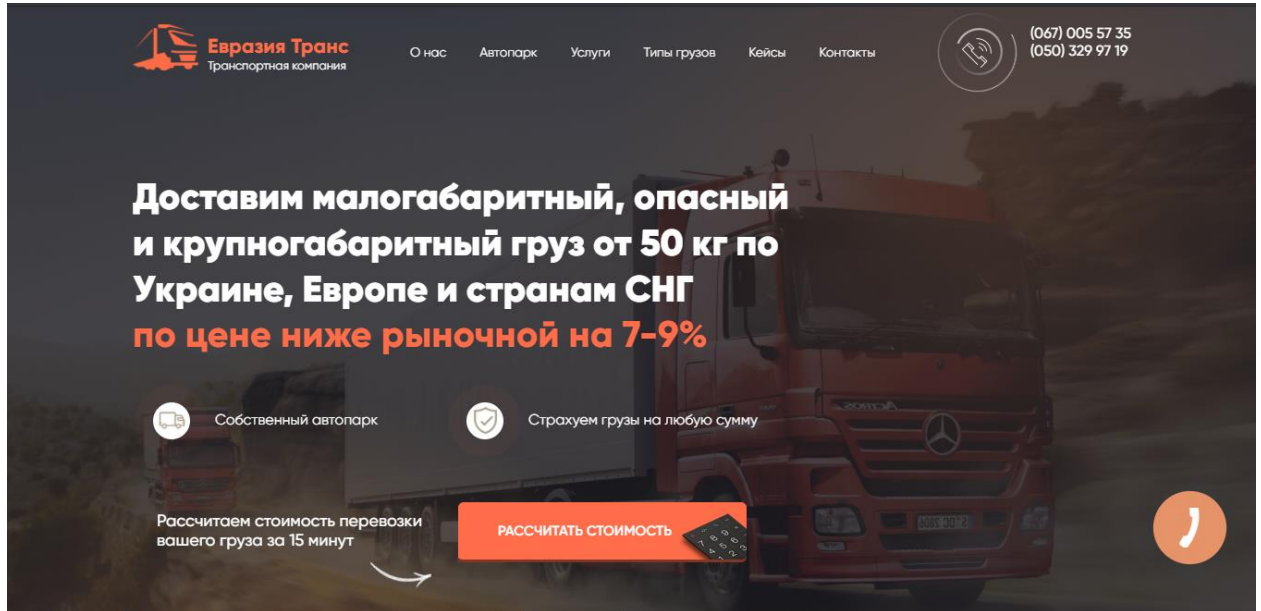 Евразия Транс
Транспортная компания
О нас
Автопарк
Услуги
Типы грузов
Кейсы
Контакты
(067) 005 57 35
(050) 329 97 19
Доставим малогабаритный, опасный
и крупногабаритный груз от 50 кг по
Украине, Европе и странам СНГ
по цене ниже рыночной на 7-9%
Собственный автопарк
Страхуем грузы на любую сумму
Рассчитаем стоимость перевозки
вашего груза за 15 минут
РАССЧИТАТЬ СТОИМОСТЬ